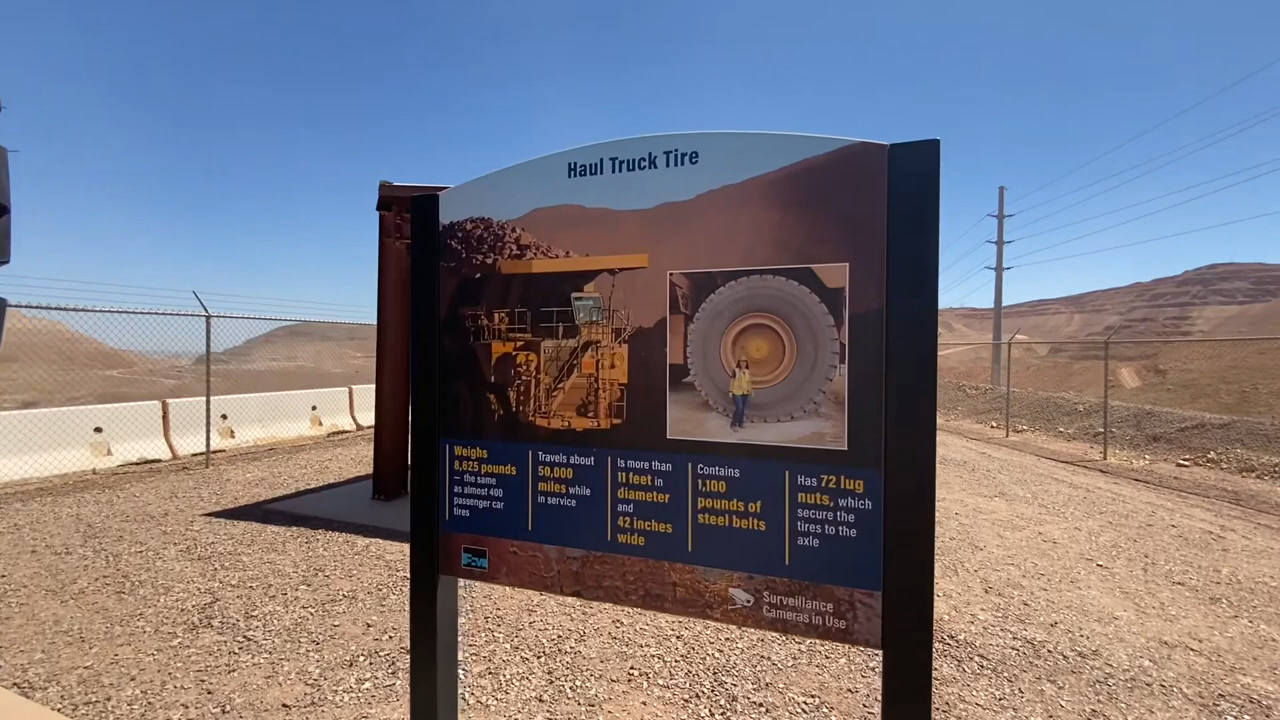 Haul Truck Tire
Weighs
8,625 pounds
– the same
as almost 400
passenger car
tires
Travels about
50,000
miles while
in service
Is more than
11 feet in
diameter
and
42 inches
wide
Contains
1,100
pounds of
steel belts
Has 72 lug
nuts, which
secure the
tires to the
axle
FM
Surveillance
Cameras in Use